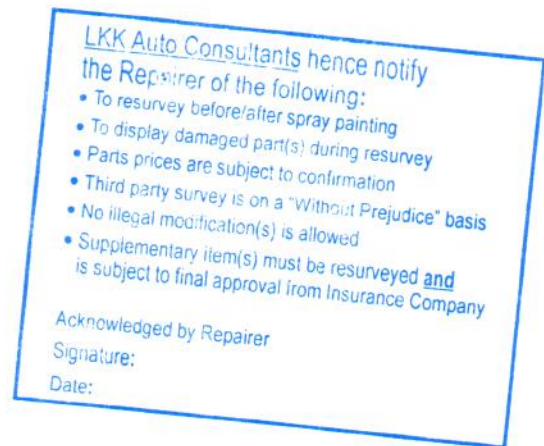 LKK Auto Consultants hence notify
the Repairer of the following:
• To resurvey before/after spray painting
• To display damaged part(s) during resurvey
• Parts prices are subject to confirmation
• Third party survey is on a "Without Prejudice" basis
• No illegal modification(s) is allowed
• Supplementary item(s) must be resurveyed and
is subject to final approval from Insurance Company
Acknowledged by Repairer
Signature:
Date: